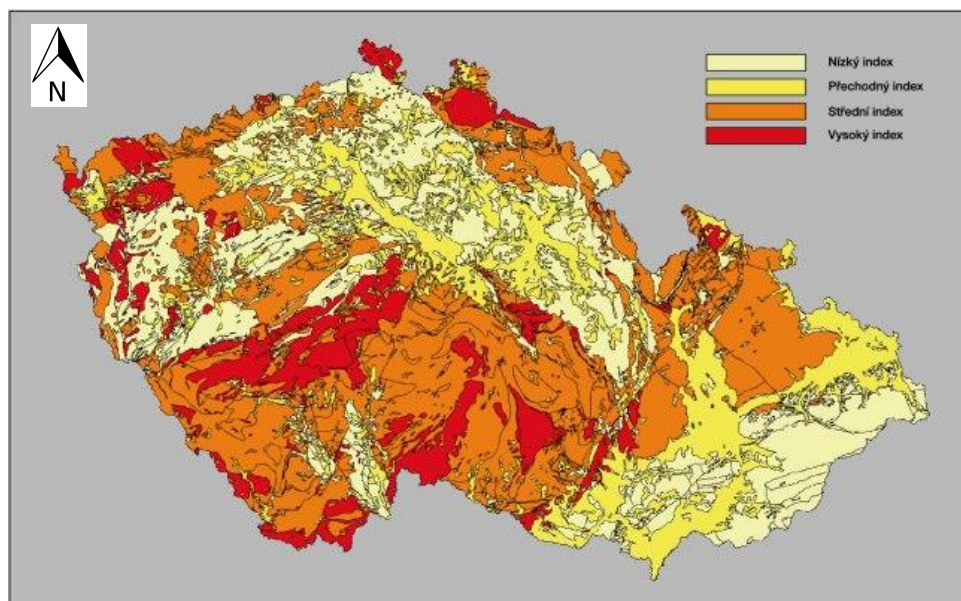 N
Nízký index
Přechodný index
Střední index
Vysoký index